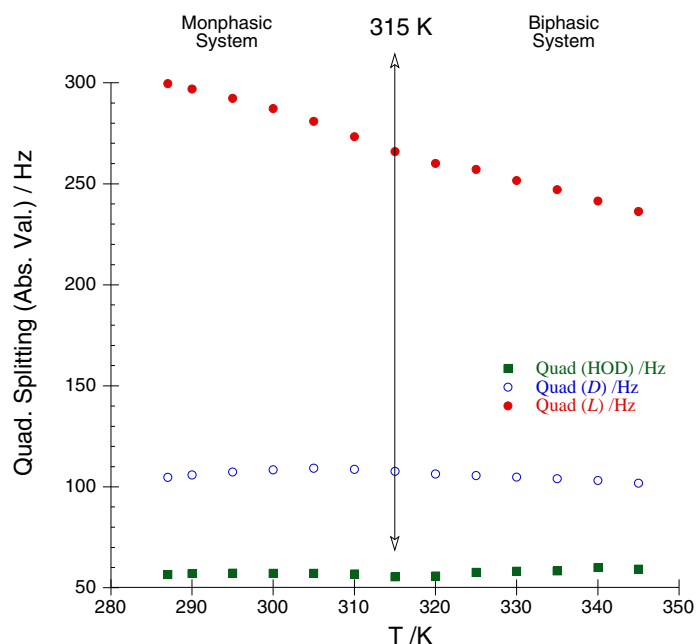 Monphasic
System
315 K
Biphasic
System
Quad. Splitting (Abs. Val.) / Hz
300
250
200
150
100
50
Quad (HOD) /Hz
Quad (D) /Hz
Quad (L) /Hz
280 290 300 310 320 330 340 350
T /K